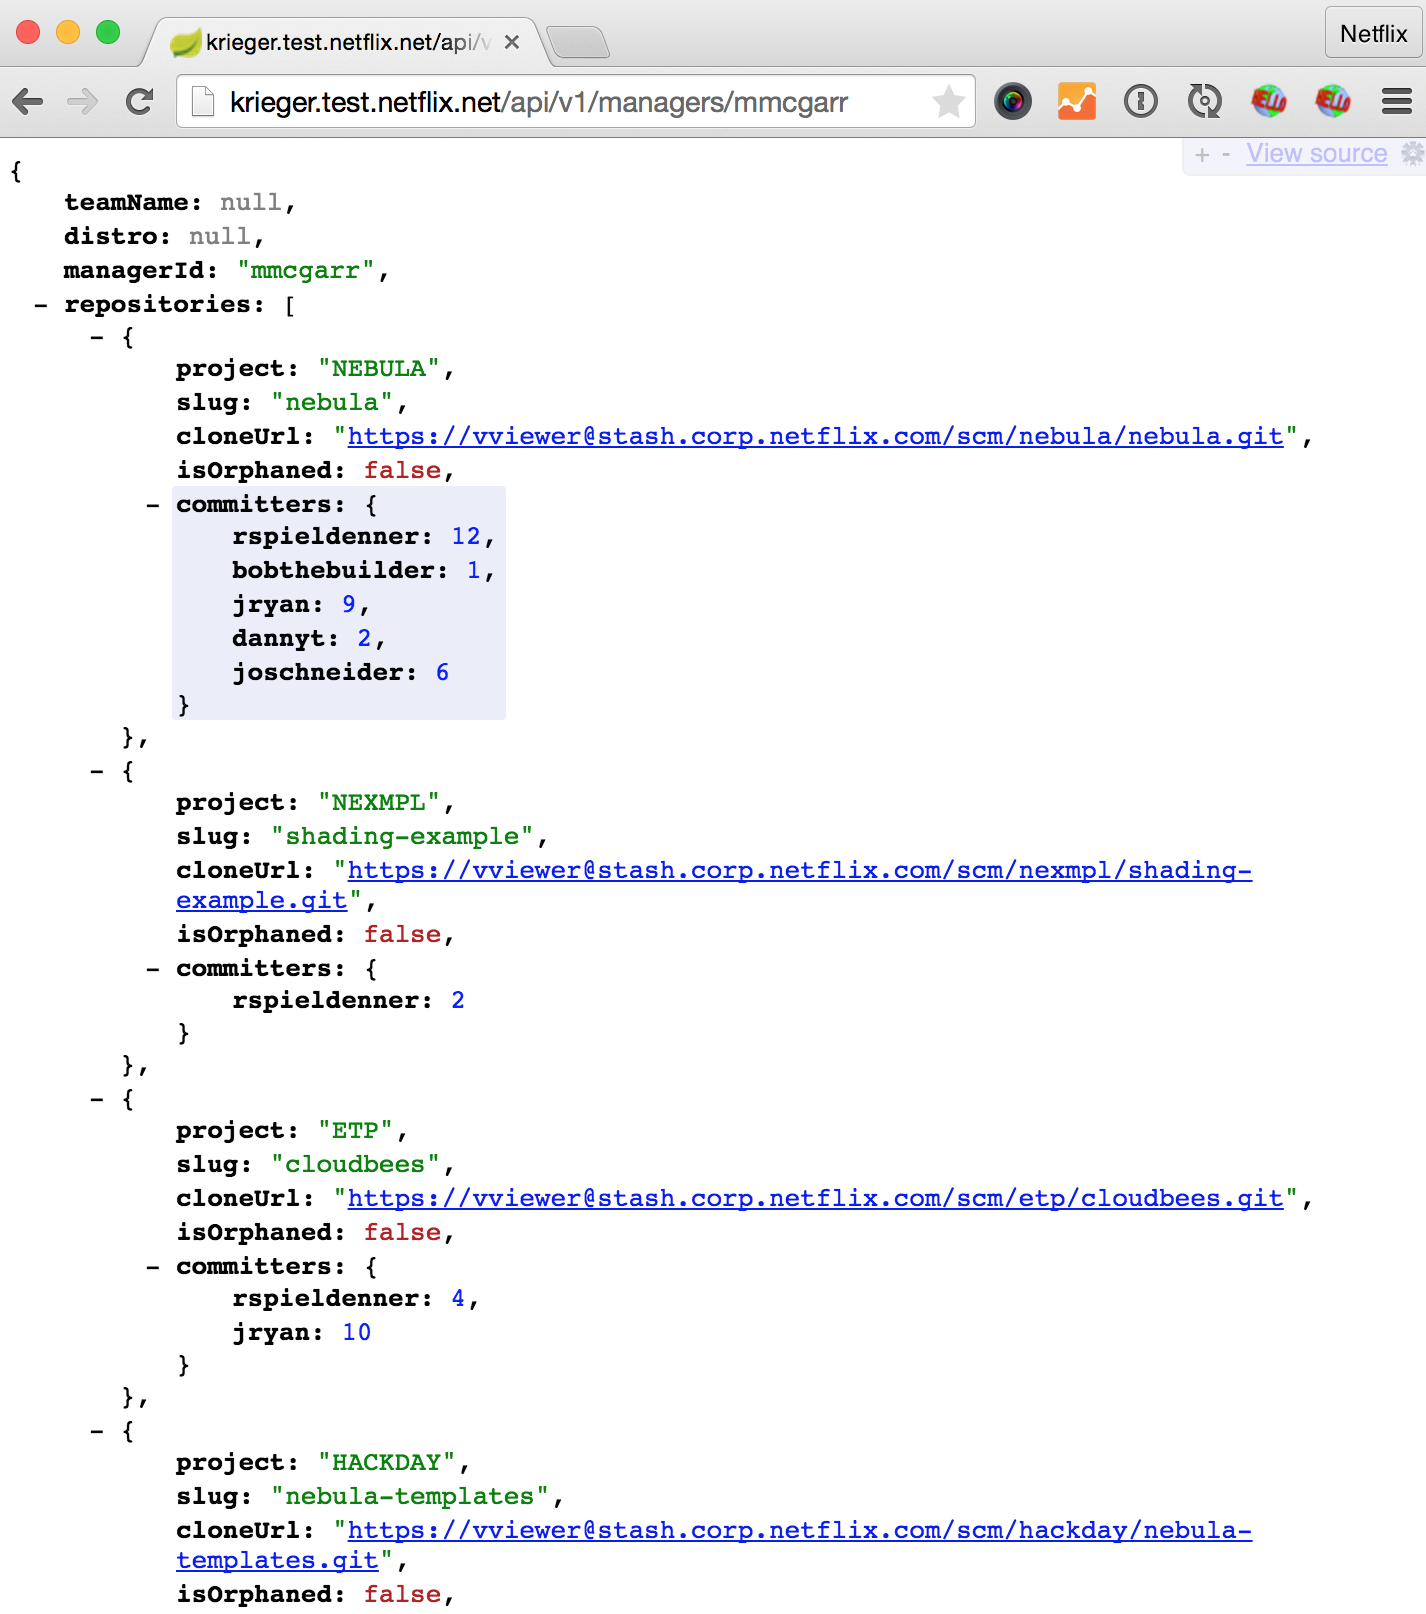 krieger.test.netflix.net/api/v
Netflix
krieger.test.netflix.net/api/v1/managers/mmcgarr
+ - View source
{
teamName: null,
distro: null,
managerId: "mmcgarr",
- repositories: [
- {
project: "NEBULA",
slug: "nebula",
cloneUrl: "https://vviewer@stash.corp.netflix.com/scm/nebula/nebula.git",
isOrphaned: false,
- committers: {
rspieldenner: 12,
bobthebuilder: 1,
jryan: 9,
dannyt: 2,
joschneider: 6
}
},
- {
project: "NEXMPL",
slug: "shading-example",
cloneUrl: "https://vviewer@stash.corp.netflix.com/scm/nexmpl/shading-
example.git",
isOrphaned: false,
- committers: {
rspieldenner: 2
}
},
- {
project: "ETP",
slug: "cloudbees",
cloneUrl: "https://vviewer@stash.corp.netflix.com/scm/etp/cloudbees.git",
isOrphaned: false,
- committers: {
rspieldenner: 4,
jryan: 10
}
},
- {
project: "HACKDAY",
slug: "nebula-templates",
cloneUrl: "https://vviewer@stash.corp.netflix.com/scm/hackday/nebula-
templates.git",
isOrphaned: false,